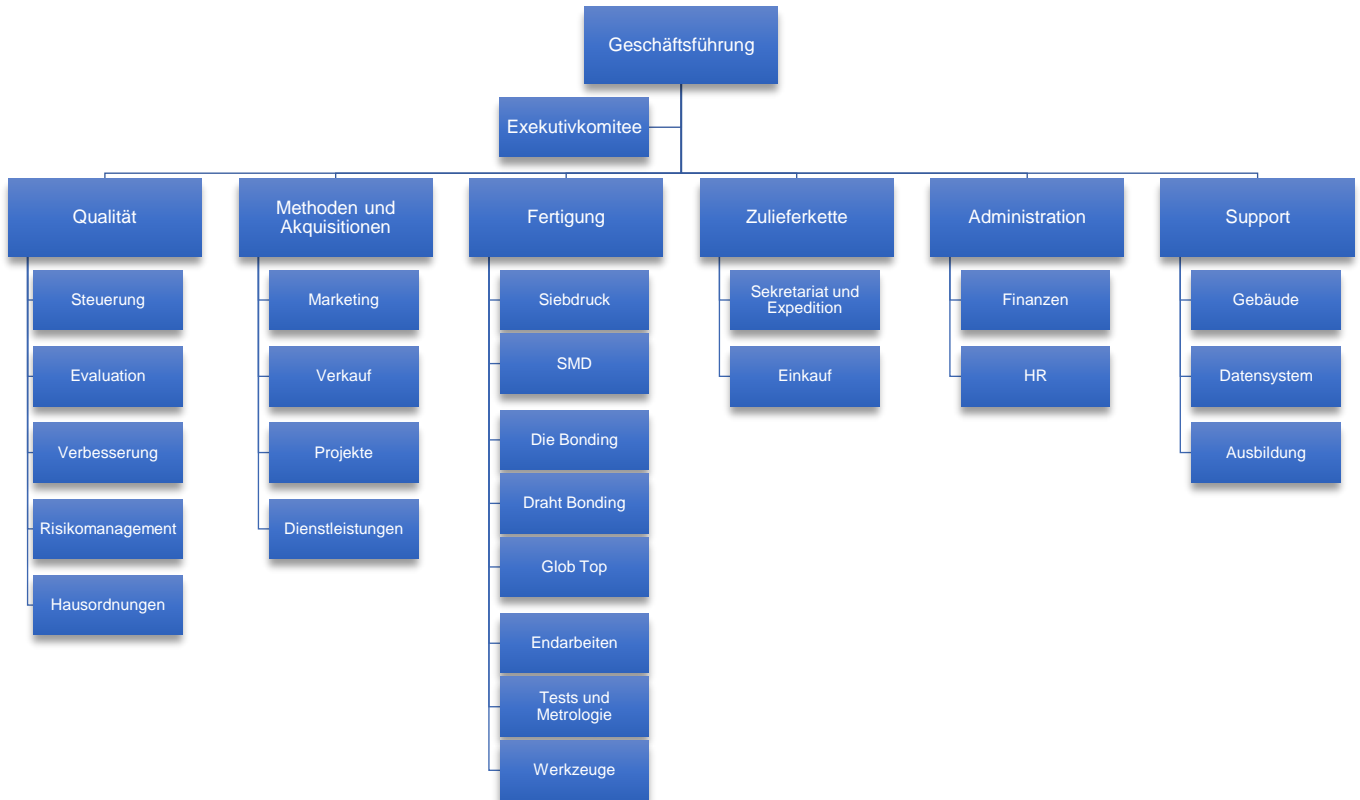 Geschäftsführung
Exekutivkomitee
Qualität
Steuerung
Evaluation
Verbesserung
Risikomanagement
Hausordnungen
Methoden und
Akquisitionen
Marketing
Verkauf
Projekte
Dienstleistungen
Fertigung
Siebdruck
SMD
Die Bonding
Draht Bonding
Glob Top
Endarbeiten
Tests und
Metrologie
Werkzeuge
Zulieferkette
Sekretariat und
Expedition
Einkauf
Administration
Finanzen
HR
Support
Gebäude
Datensystem
Ausbildung